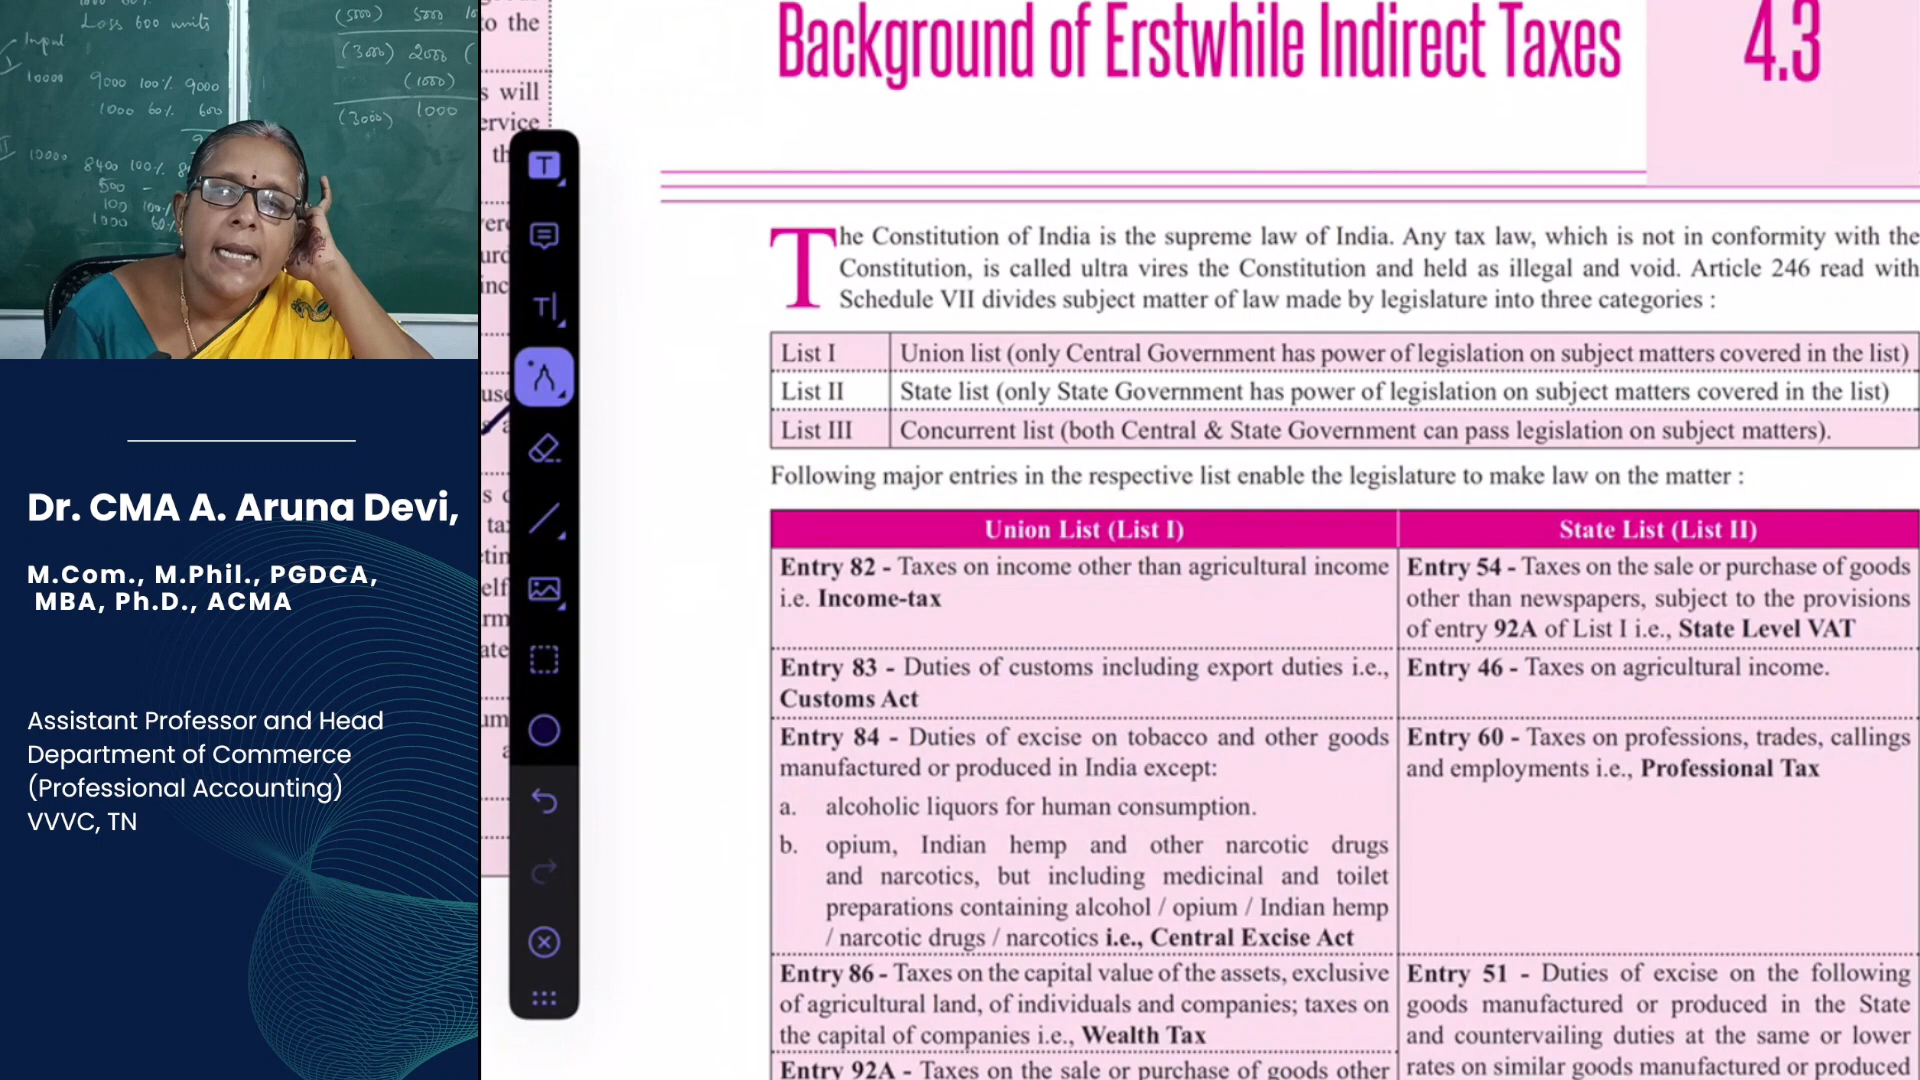 Loss 600 units
Input
10000 9000 100% 9000
1000 60% 600
10000 8400 100%
500 -
100 100%
1000 60%
(5000) 5000
(3000) 2000
(1000)
(3000) 1000
Dr. CMA A. Aruna Devi,
M.Com., M.Phil., PGDCA,
MBA, Ph.D., ACMA
Assistant Professor and Head
Department of Commerce
(Professional Accounting)
VVVC, TN
to the
s will
ervice
Background of Erstwhile Indirect Taxes 4.3
The Constitution of India is the supreme law of India. Any tax law, which is not in conformity with the
Constitution, is called ultra vires the Constitution and held as illegal and void. Article 246 read with
Schedule VII divides subject matter of law made by legislature into three categories :
List I Union list (only Central Government has power of legislation on subject matters covered in the list)
List II State list (only State Government has power of legislation on subject matters covered in the list)
List III Concurrent list (both Central & State Government can pass legislation on subject matters).
Following major entries in the respective list enable the legislature to make law on the matter :
Union List (List I) State List (List II)
Entry 82 - Taxes on income other than agricultural income
i.e. Income-tax
Entry 54 - Taxes on the sale or purchase of goods
other than newspapers, subject to the provisions
of entry 92A of List I i.e., State Level VAT
Entry 83 - Duties of customs including export duties i.e.,
Customs Act
Entry 46 - Taxes on agricultural income.
Entry 84 - Duties of excise on tobacco and other goods
manufactured or produced in India except:
a. alcoholic liquors for human consumption.
b. opium, Indian hemp and other narcotic drugs
and narcotics, but including medicinal and toilet
preparations containing alcohol / opium / Indian hemp
/ narcotic drugs / narcotics i.e., Central Excise Act
Entry 60 - Taxes on professions, trades, callings
and employments i.e., Professional Tax
Entry 86 - Taxes on the capital value of the assets, exclusive
of agricultural land, of individuals and companies; taxes on
the capital of companies i.e., Wealth Tax
Entry 51 - Duties of excise on the following
goods manufactured or produced in the State
and countervailing duties at the same or lower
rates on similar goods manufactured or produced
Entry 92A - Taxes on the sale or purchase of goods other